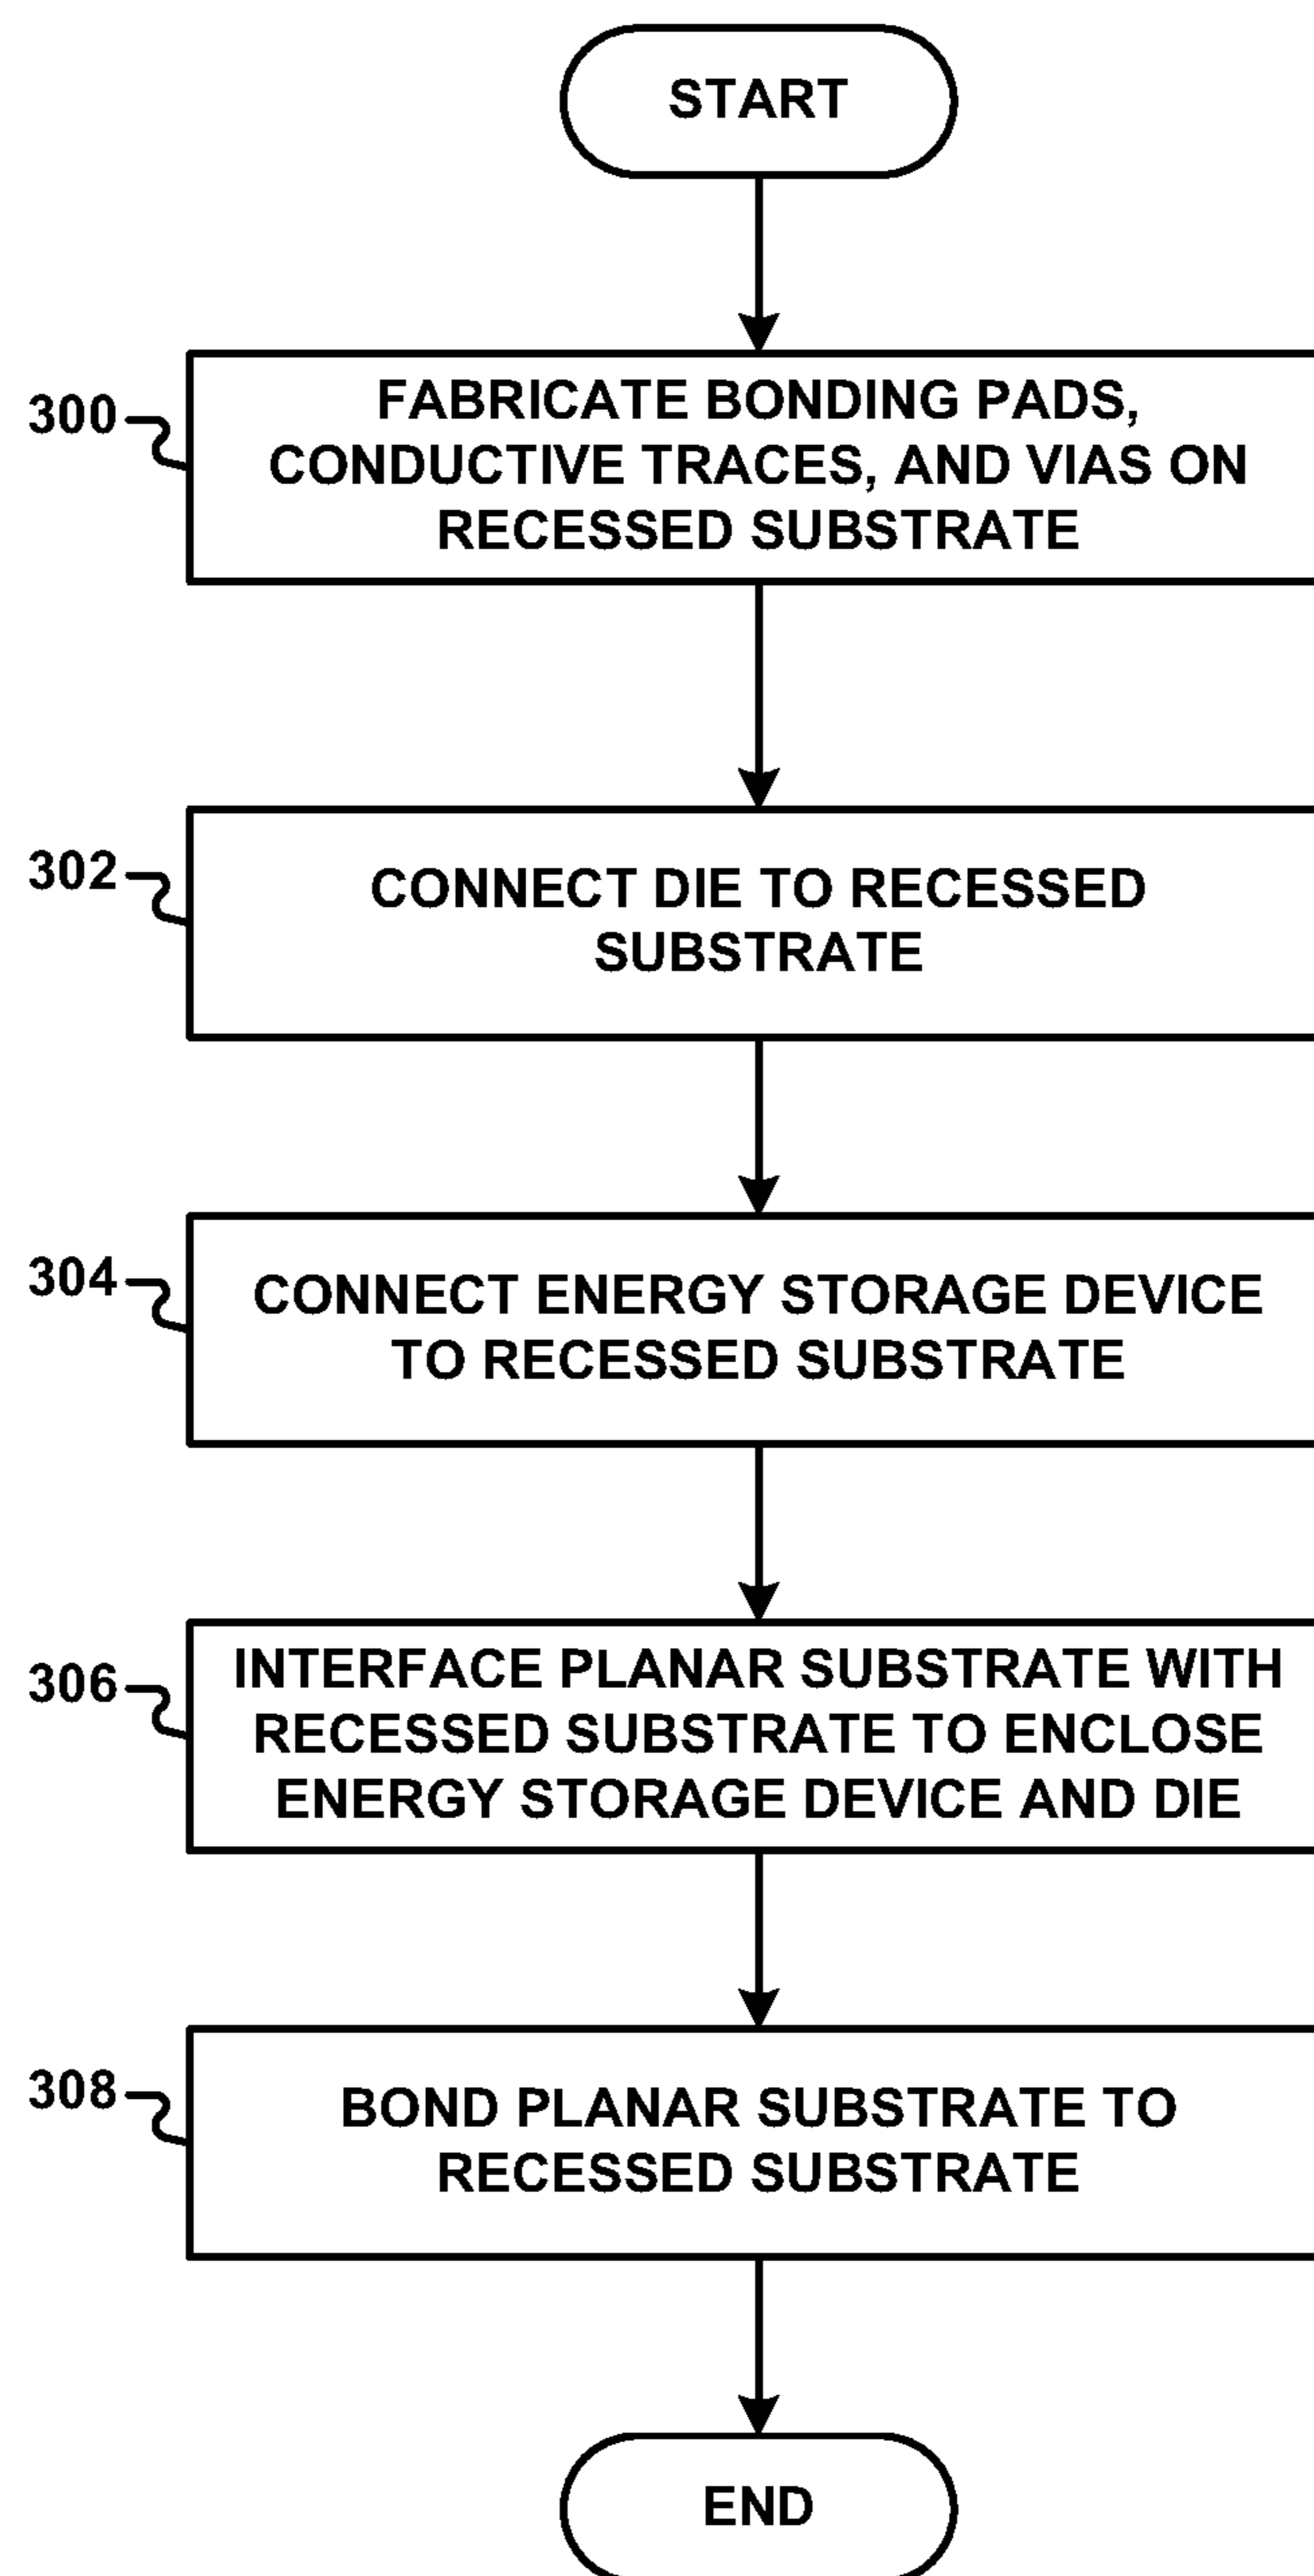 START
300
FABRICATE BONDING PADS,
CONDUCTIVE TRACES, AND VIAS ON
RECESSED SUBSTRATE
302
CONNECT DIE TO RECESSED
SUBSTRATE
304
CONNECT ENERGY STORAGE DEVICE
TO RECESSED SUBSTRATE
306
INTERFACE PLANAR SUBSTRATE WITH
RECESSED SUBSTRATE TO ENCLOSE
ENERGY STORAGE DEVICE AND DIE
308
BOND PLANAR SUBSTRATE TO
RECESSED SUBSTRATE
END